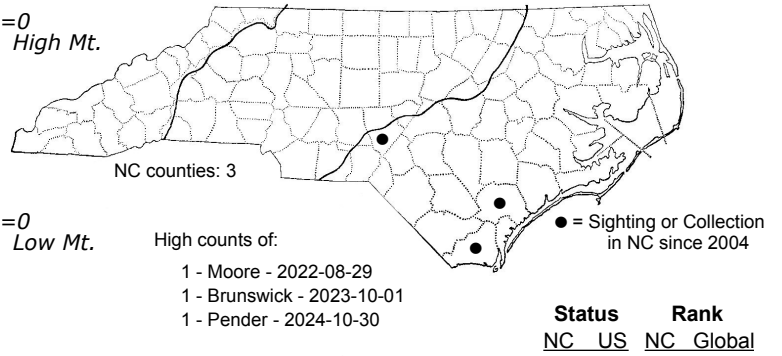 =0
High Mt.
NC counties: 3
=0
Low Mt.
High counts of:
1 - Moore - 2022-08-29
1 - Brunswick - 2023-10-01
1 - Pender - 2024-10-30
● = Sighting or Collection
in NC since 2004
Status Rank
NC US NC Global